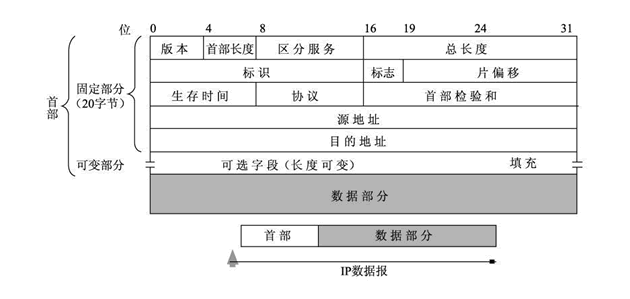 位 0 4 8 16 19 24 31
版本 首部长度 区分服务 总长度
标识 标志 片偏移
生存时间 协议 首部检验和
源地址
目的地址
可选字段（长度可变） 填充
数据部分
首部
固定部分
（20字节）
可变部分
首部 数据部分
IP数据报